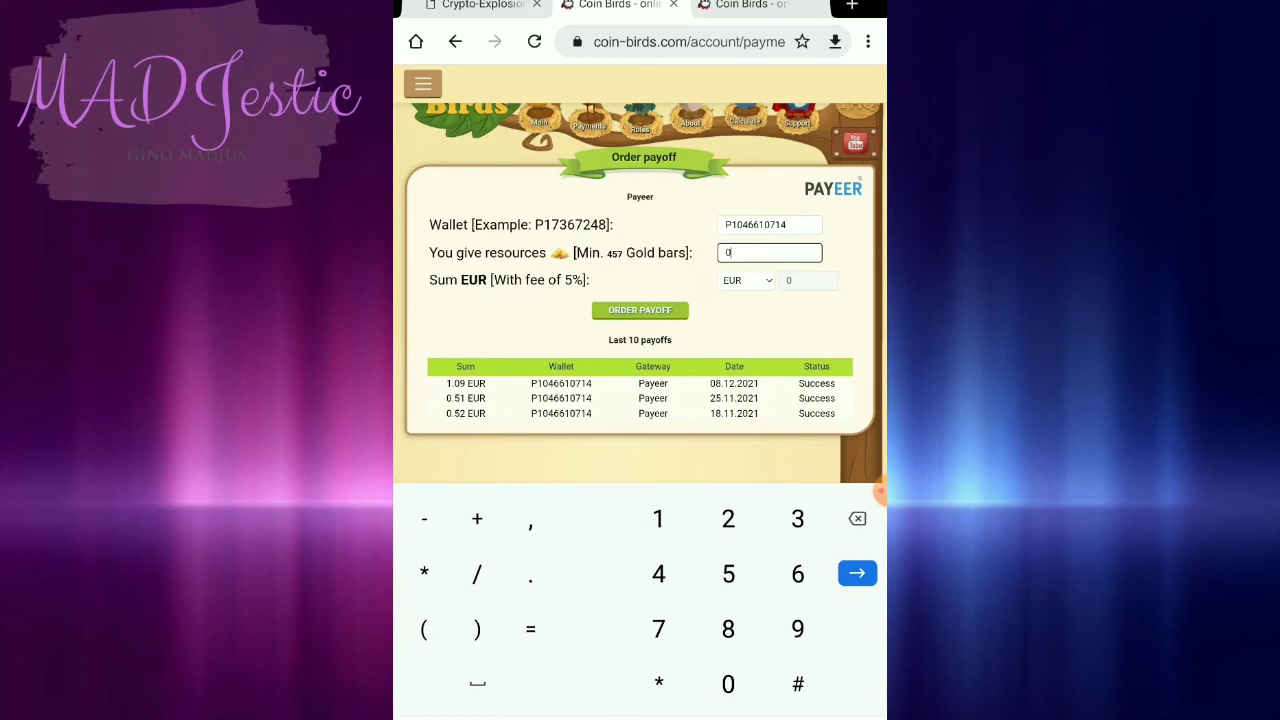 MADJestic
GINO MADJUS
Crypto-Explosion
Coin Birds - onli
Coin Birds - on
coin-birds.com/account/payme
BIRDS
Main
Payments
Rules
About
Calculate
Support
FAQ
You Tube
Order payoff
PAYEER®
Payeer
Wallet [Example: P17367248]: P1046610714
You give resources [Min. 457 Gold bars]: 0
Sum EUR [With fee of 5%]: EUR 0
ORDER PAYOFF
Last 10 payoffs
Sum Wallet Gateway Date Status
1.09 EUR P1046610714 Payeer 08.12.2021 Success
0.51 EUR P1046610714 Payeer 25.11.2021 Success
0.52 EUR P1046610714 Payeer 18.11.2021 Success
- + , 1 2 3
* / . 4 5 6
( ) = 7 8 9
* 0 #